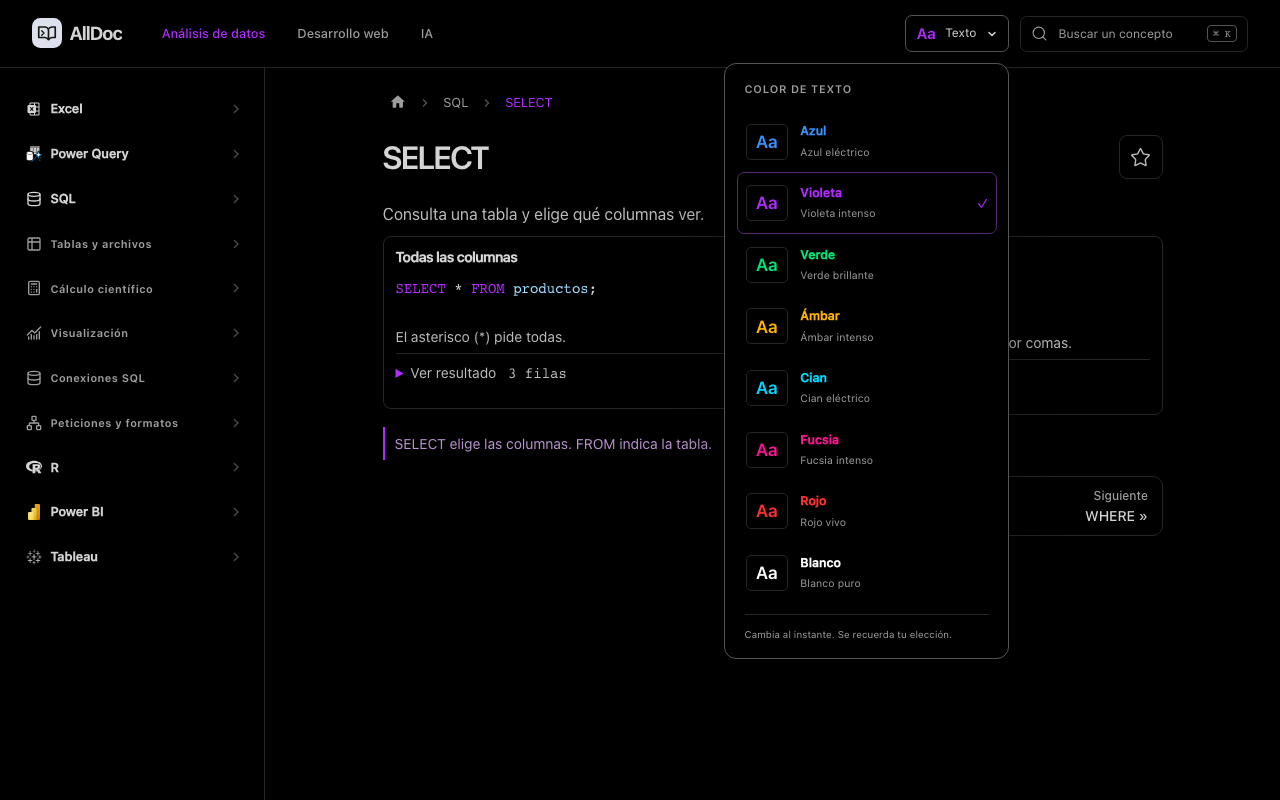 AllDoc
Análisis de datos
Desarrollo web
IA
Aa Texto
Buscar un concepto
⌘ K
Excel
Power Query
SQL
Tablas y archivos
Cálculo científico
Visualización
Conexiones SQL
Peticiones y formatos
R
Power BI
Tableau
SQL
SELECT
SELECT
Consulta una tabla y elige qué columnas ver.
Todas las columnas
SELECT * FROM productos;
El asterisco (*) pide todas.
Ver resultado 3 filas
or comas.
SELECT elige las columnas. FROM indica la tabla.
Siguiente
WHERE »
COLOR DE TEXTO
Aa
Azul
Azul eléctrico
Aa
Violeta
Violeta intenso
Aa
Verde
Verde brillante
Aa
Ámbar
Ámbar intenso
Aa
Cian
Cian eléctrico
Aa
Fucsia
Fucsia intenso
Aa
Rojo
Rojo vivo
Aa
Blanco
Blanco puro
Cambia al instante. Se recuerda tu elección.